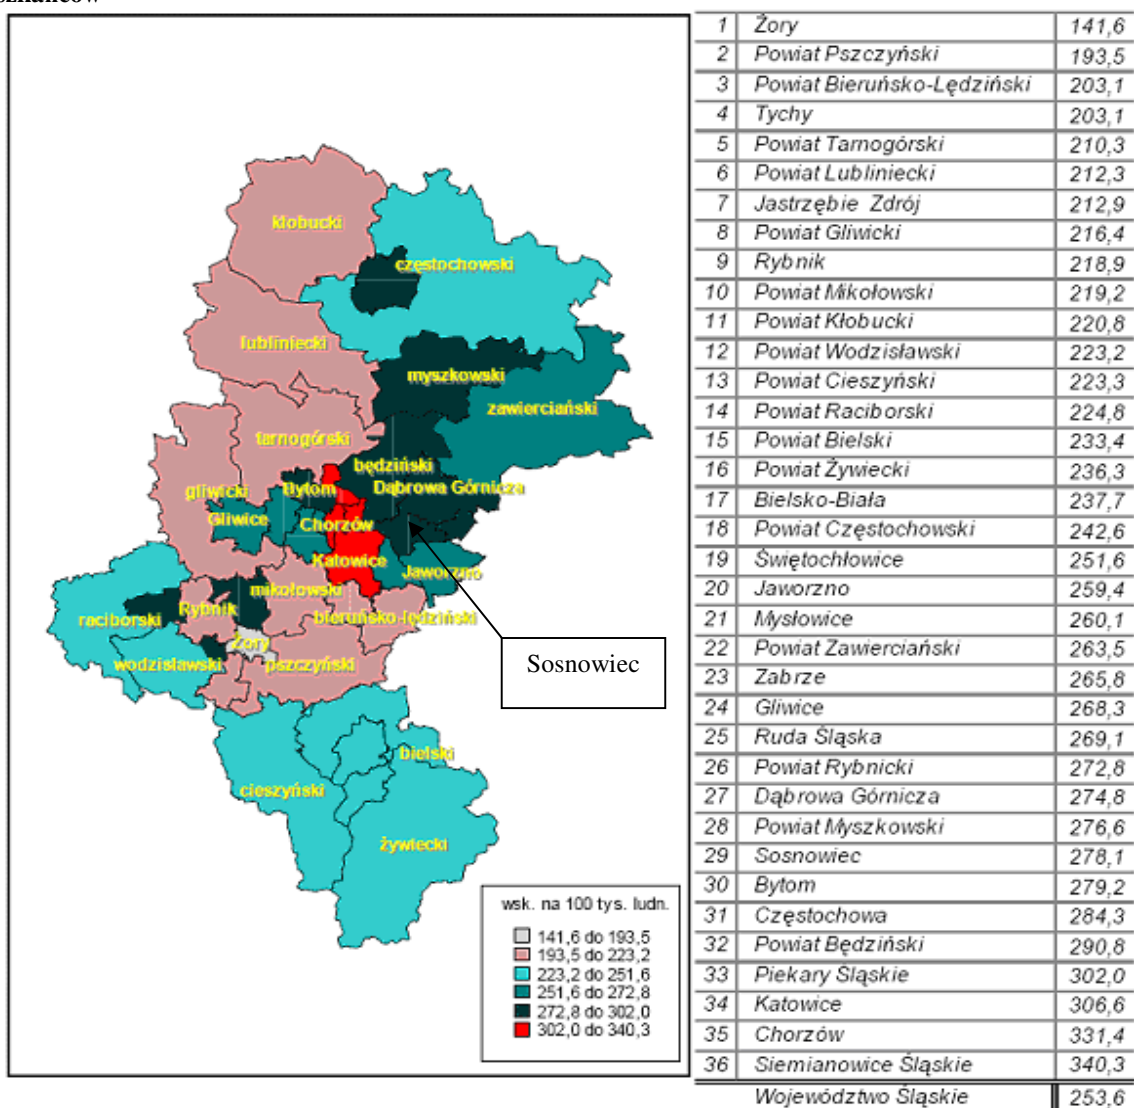 kłobucki
częstochowski
lubliniecki
myszkowski
zawierciański
tarnogórski
będziński
gliwicki
Bytom
Dąbrowa Górnicza
Gliwice
Chorzów
Katowice
Jaworzno
mikołowski
Rybnik
raciborski
bieruńsko-lędziński
Żory
wodzisławski
pszczyński
Sosnowiec
bielski
cieszyński
żywiecki
wsk. na 100 tys. ludn.
141,6 do 193,5
193,5 do 223,2
223,2 do 251,6
251,6 do 272,8
272,8 do 302,0
302,0 do 340,3
1 Żory 141,6
2 Powiat Pszczyński 193,5
3 Powiat Bieruńsko-Lędziński 203,1
4 Tychy 203,1
5 Powiat Tarnogórski 210,3
6 Powiat Lubliniecki 212,3
7 Jastrzębie Zdrój 212,9
8 Powiat Gliwicki 216,4
9 Rybnik 218,9
10 Powiat Mikołowski 219,2
11 Powiat Kłobucki 220,8
12 Powiat Wodzisławski 223,2
13 Powiat Cieszyński 223,3
14 Powiat Raciborski 224,8
15 Powiat Bielski 233,4
16 Powiat Żywiecki 236,3
17 Bielsko-Biała 237,7
18 Powiat Częstochowski 242,6
19 Świętochłowice 251,6
20 Jaworzno 259,4
21 Mysłowice 260,1
22 Powiat Zawierciański 263,5
23 Zabrze 265,8
24 Gliwice 268,3
25 Ruda Śląska 269,1
26 Powiat Rybnicki 272,8
27 Dąbrowa Górnicza 274,8
28 Powiat Myszkowski 276,6
29 Sosnowiec 278,1
30 Bytom 279,2
31 Częstochowa 284,3
32 Powiat Będziński 290,8
33 Piekary Śląskie 302,0
34 Katowice 306,6
35 Chorzów 331,4
36 Siemianowice Śląskie 340,3
Województwo Śląskie 253,6